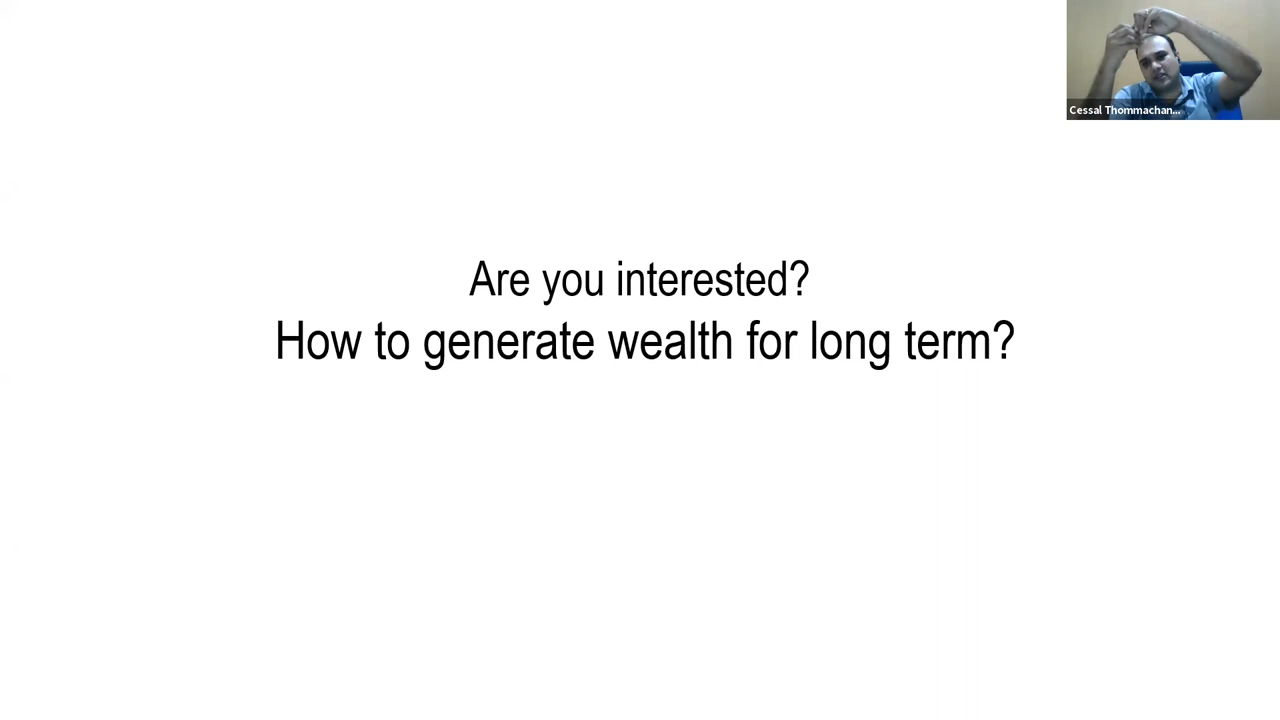 Cessal Thommachan...
Are you interested?
How to generate wealth for long term?